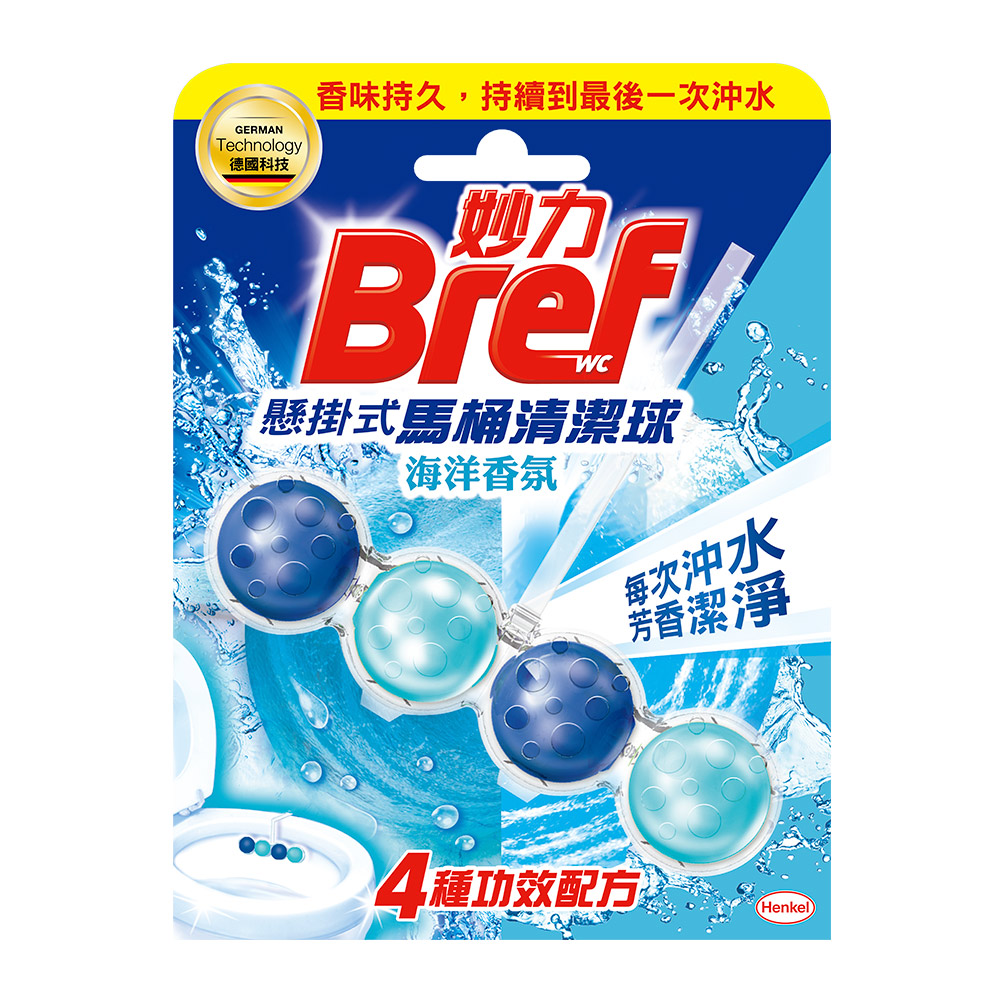 香味持久，持續到最後一次沖水
GERMAN
Technology
德國科技
妙力
Bref
WC
懸掛式馬桶清潔球
海洋香氛
每次沖水
芳香潔淨
4種功效配方
Henkel